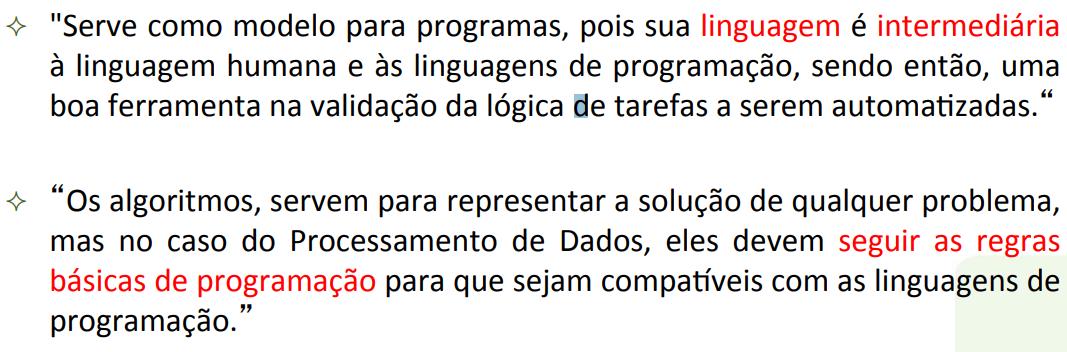 "Serve como modelo para programas, pois sua linguagem é intermediária
à linguagem humana e às linguagens de programação, sendo então, uma
boa ferramenta na validação da lógica de tarefas a serem automatizadas.“
“Os algoritmos, servem para representar a solução de qualquer problema,
mas no caso do Processamento de Dados, eles devem seguir as regras
básicas de programação para que sejam compatíveis com as linguagens de
programação.”